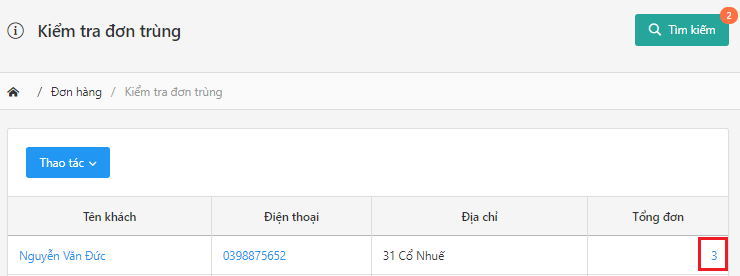 Kiểm tra đơn trùng
Tìm kiếm
2
/ Đơn hàng / Kiểm tra đơn trùng
Thao tác
Tên khách Điện thoại Địa chỉ Tổng đơn
Nguyễn Văn Đức 0398875652 31 Cổ Nhuế 3